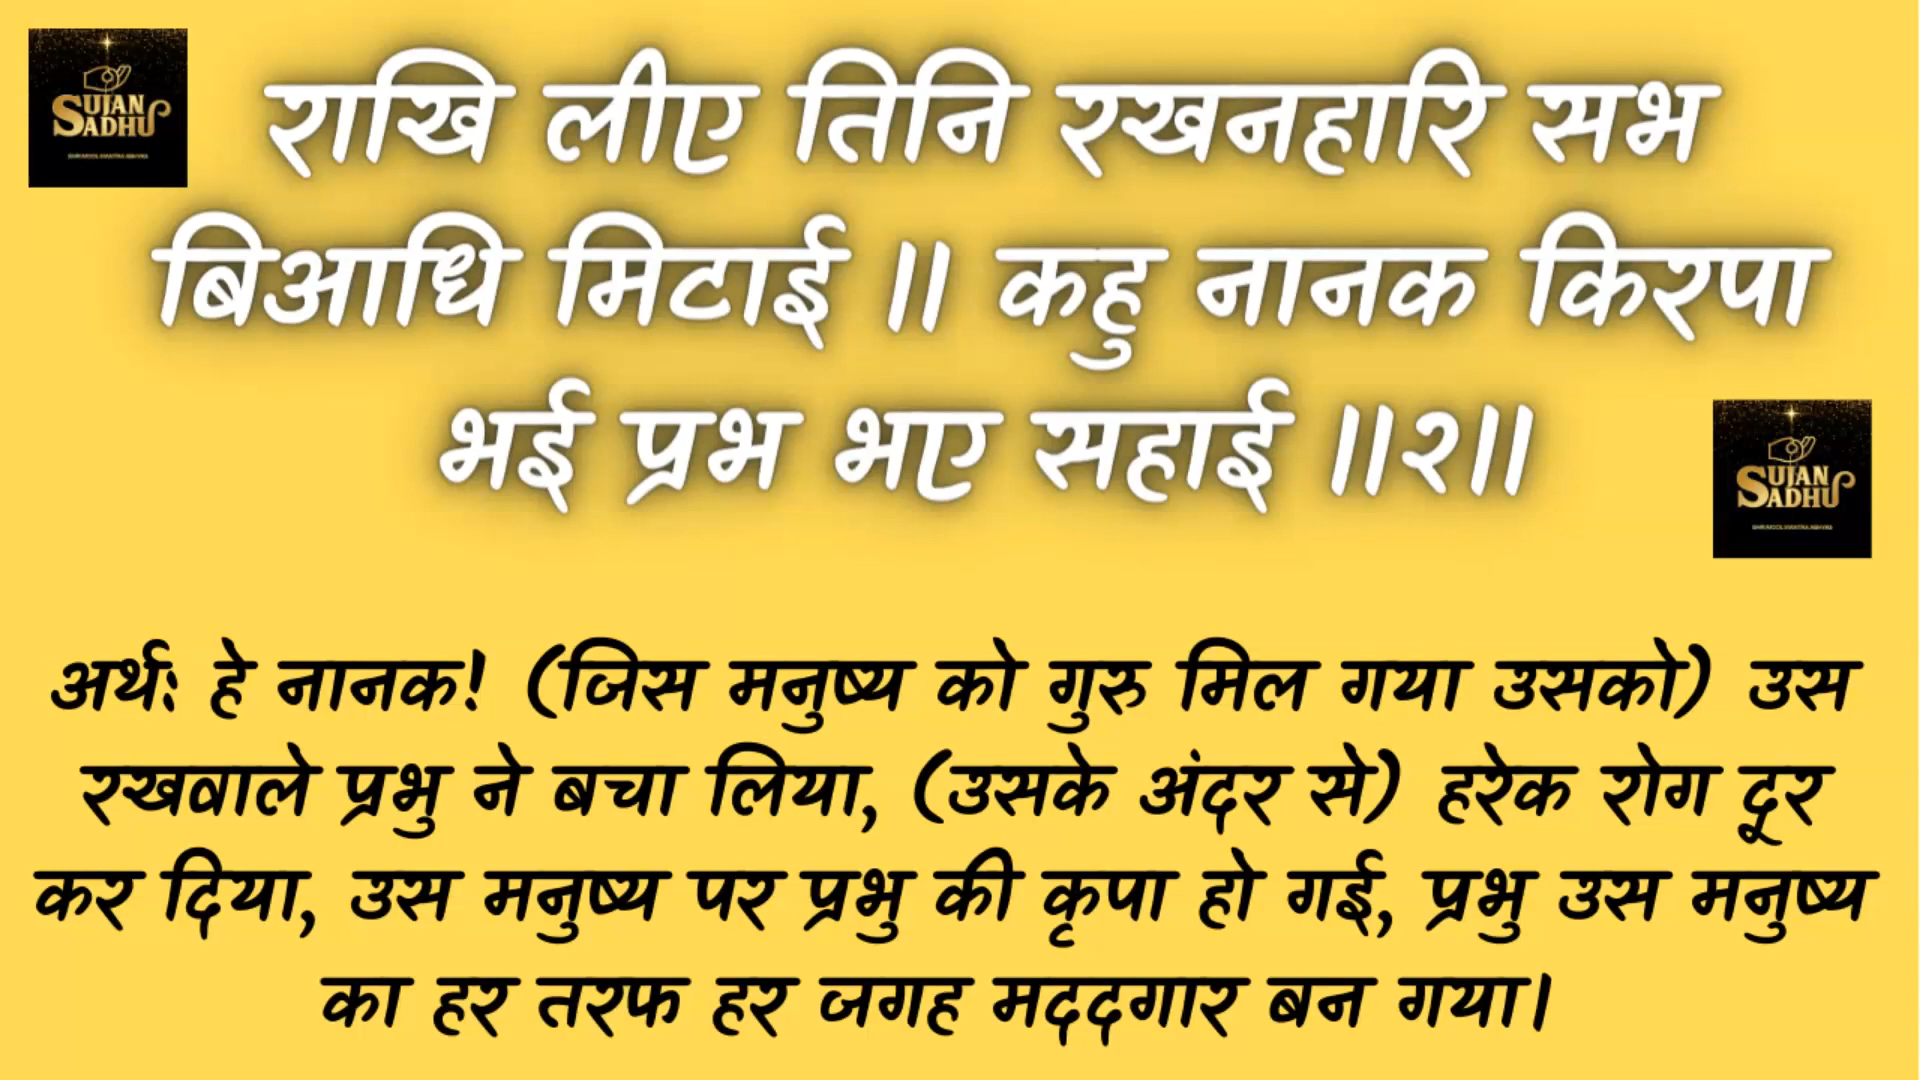 SUJAN
SADHU
राखि लीए तिनि रखनहारि सभ
बिआधि मिटाई ॥ कहु नानक किरपा
भई प्रभ भए सहाई ॥२॥
SUJAN
SADHU
अर्थ: हे नानक! (जिस मनुष्य को गुरु मिल गया उसको) उस
रखवाले प्रभु ने बचा लिया, (उसके अंदर से) हरेक रोग दूर
कर दिया, उस मनुष्य पर प्रभु की कृपा हो गई, प्रभु उस मनुष्य
का हर तरफ हर जगह मददगार बन गया।